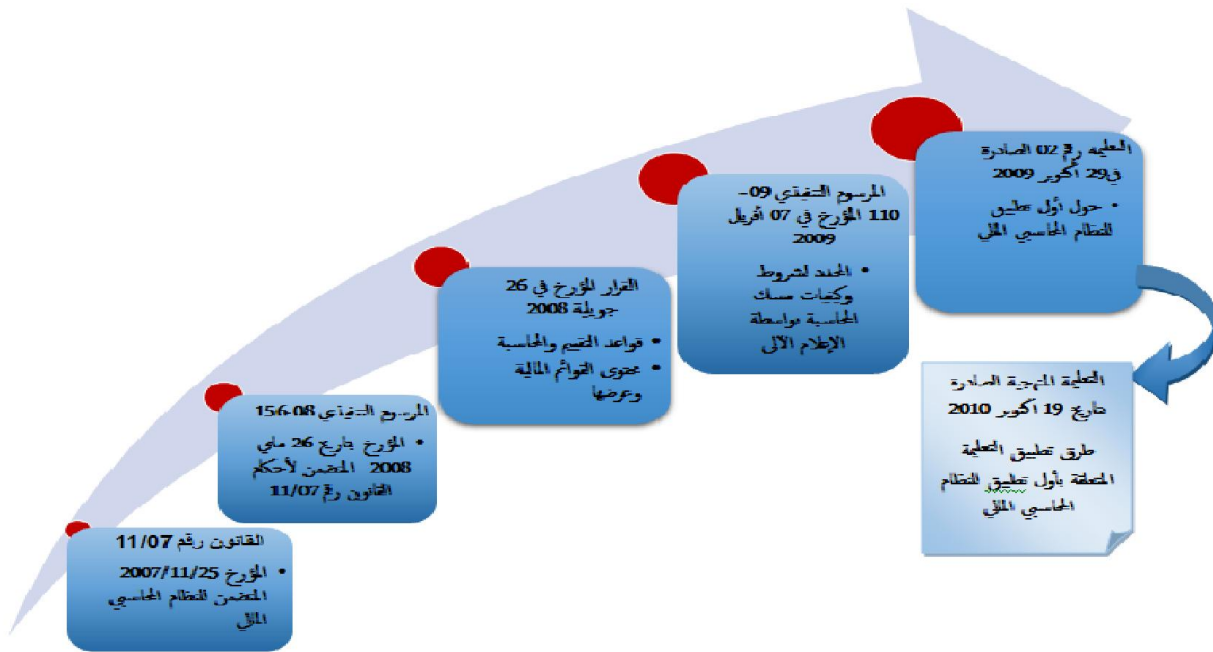 القانون رقم 11/07
• المؤرخ 2007/11/25
المتضمن للنظام المحاسبي
المالي
المرسوم التنفيذي 08-156
• المؤرخ بتاريخ 26 ماي
2008 المتضمن لأحكام
القانون رقم 11/07
القرار المؤرخ في 26
جويلية 2008
• قواعد التقييم والمحاسبة
• محتوى القوائم المالية
وعرضها
المرسوم التنفيذي 09-
110 المؤرخ في 07 أفريل
2009
• المحدد لشروط
وكيفيات مسك
المحاسبة بواسطة
الإعلام الآلي
التعليمة رقم 02 الصادرة
في 29 أكتوبر 2009
• حول أول تطبيق
للنظام المحاسبي المالي
التعليمة المنهجية الصادرة
بتاريخ 19 أكتوبر 2010
طرق تطبيق التعليمة
المتعلقة بأول تطبيق للنظام
المحاسبي المالي